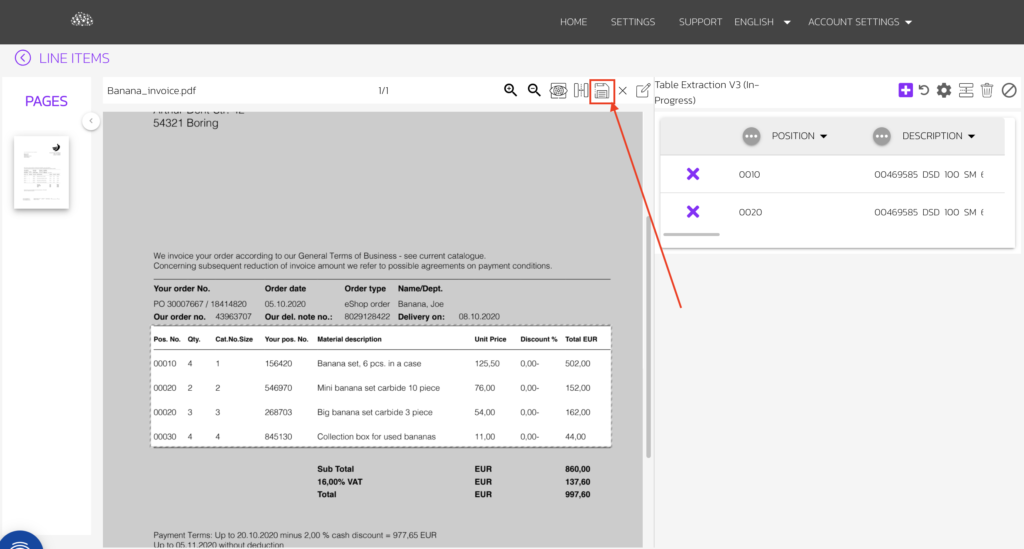 HOME SETTINGS SUPPORT ENGLISH ACCOUNT SETTINGS
LINE ITEMS
PAGES
Banana_invoice.pdf 1/1
Table Extraction V3 (In-
Progress)
54321 Boring
POSITION DESCRIPTION
0010 00469585 DSD 100 SM
0020 00469585 DSD 100 SM
We invoice your order according to our General Terms of Business - see current catalogue.
Concerning subsequent reduction of invoice amount we refer to possible agreements on payment conditions.
Your order No. Order date Order type Name/Dept.
PO 30007667 / 18414820 05.10.2020 eShop order Banana, Joe
Our order no. 43963707 Our del. note no.: 8029128422 Delivery on: 08.10.2020
Pos. No. Qty. Cat.No.Size Your pos. No. Material description Unit Price Discount % Total EUR
00010 4 1 156420 Banana set, 6 pcs. in a case 125,50 0,00- 502,00
00020 2 2 546970 Mini banana set carbide 10 piece 76,00 0,00- 152,00
00020 3 3 268703 Big banana set carbide 3 piece 54,00 0,00- 162,00
00030 4 4 845130 Collection box for used bananas 11,00 0,00- 44,00
Sub Total EUR 860,00
16,00% VAT EUR 137,60
Total EUR 997,60
Payment Terms: Up to 20.10.2020 minus 2,00 % cash discount = 977,65 EUR
Up to 05.11.2020 without deduction